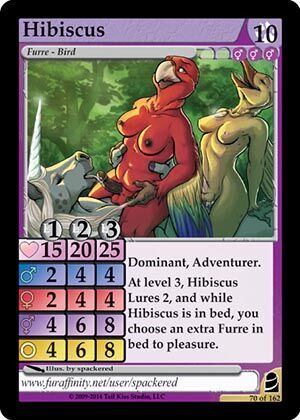 Hibiscus
10
Furre - Bird
1 2 3
15 20 25
2 4 4
2 4 4
4 6 8
4 6 8
Dominant, Adventurer.
At level 3, Hibiscus
Lures 2, and while
Hibiscus is in bed, you
choose an extra Furre in
bed to pleasure.
Illus. by spackered
www.furaffinity.net/user/spackered
© 2009-2014 Tail Kiss Studio, LLC
70 of 162